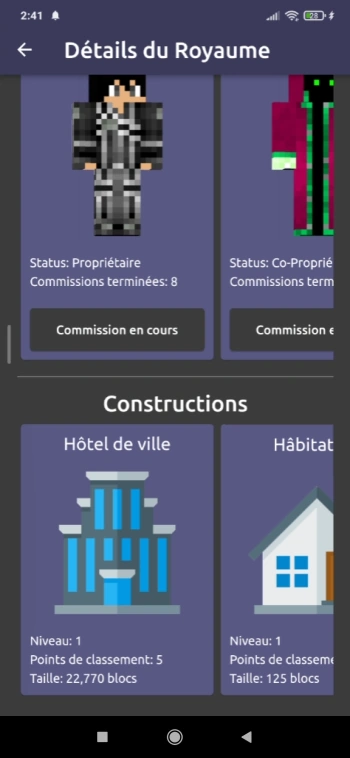 2:41
28
Détails du Royaume
Status: Propriétaire
Commissions terminées: 8
Commission en cours
Status: Co-Proprié
Commissions term
Commission e
Constructions
Hôtel de ville
Niveau: 1
Points de classement: 5
Taille: 22,770 blocs
Hâbitat
Niveau: 1
Points de classeme
Taille: 125 blocs